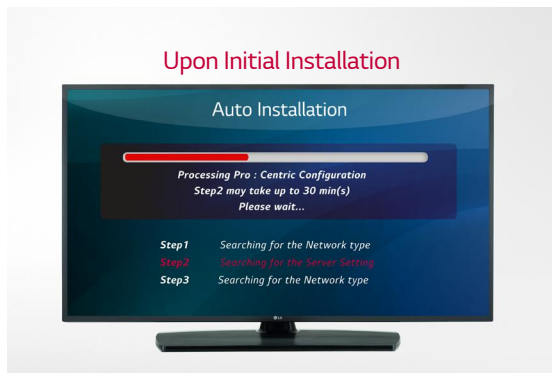 Upon Initial Installation
Auto Installation
Processing Pro : Centric Configuration
Step2 may take up to 30 min(s)
Please wait...
Step1 Searching for the Network type
Step2 Searching for the Server Setting
Step3 Searching for the Network type
LG